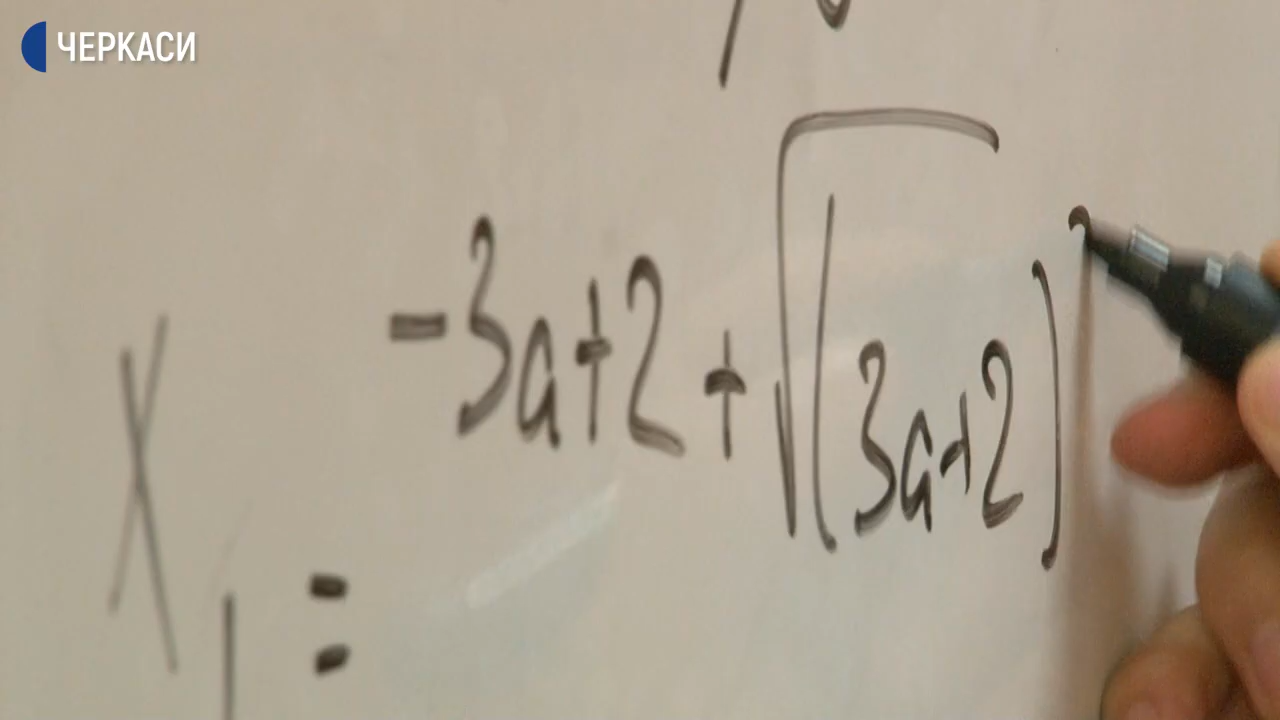 ЧЕРКАСИ
X₁ = -3a+2 + √(3a+2)